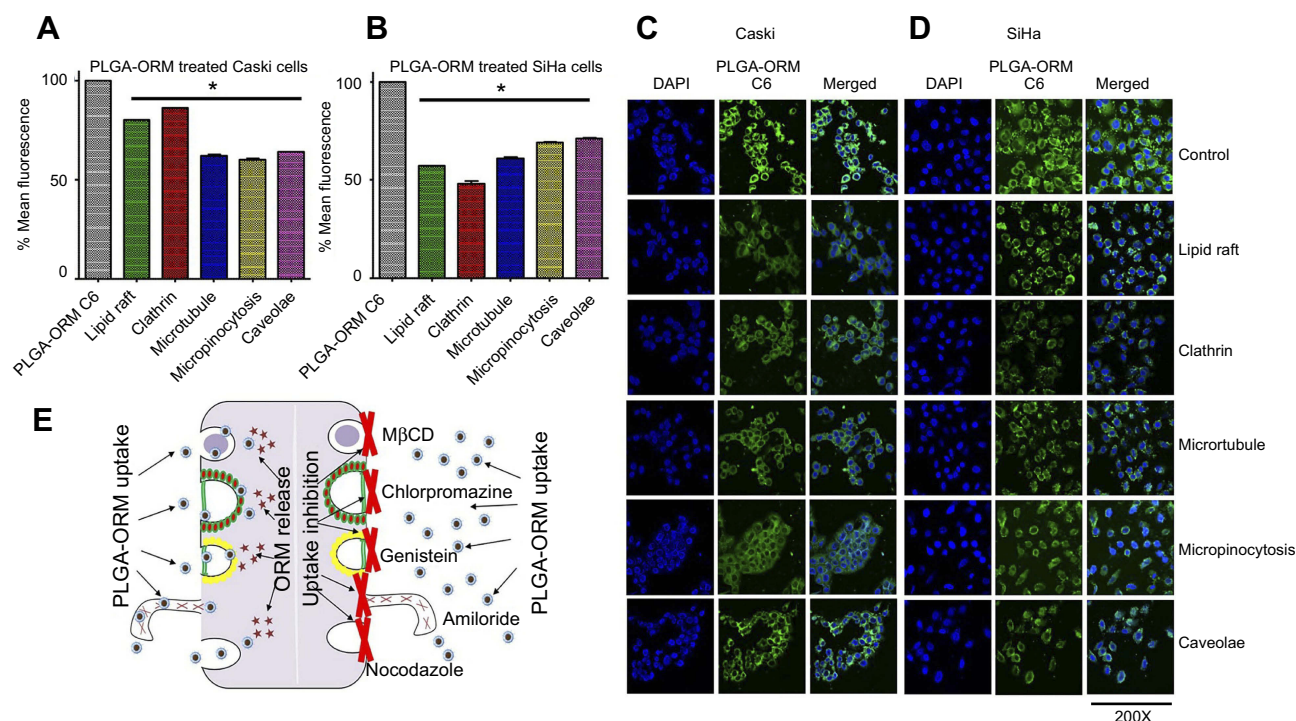 A
PLGA-ORM treated Caski cells
*
% Mean fluorescence
100
50
0
PLGA-ORM C6
Lipid raft
Clathrin
Microtubule
Micropinocytosis
Caveolae
B
PLGA-ORM treated SiHa cells
*
% Mean fluorescence
100
50
0
PLGA-ORM C6
Lipid raft
Clathrin
Microtubule
Micropinocytosis
Caveolae
C
Caski
DAPI
PLGA-ORM
C6
Merged
D
SiHa
DAPI
PLGA-ORM
C6
Merged
Control
Lipid raft
Clathrin
Micrortubule
Micropinocytosis
Caveolae
200X
E
PLGA-ORM uptake
ORM release
Uptake inhibition
MβCD
Chlorpromazine
Genistein
Amiloride
Nocodazole
PLGA-ORM uptake